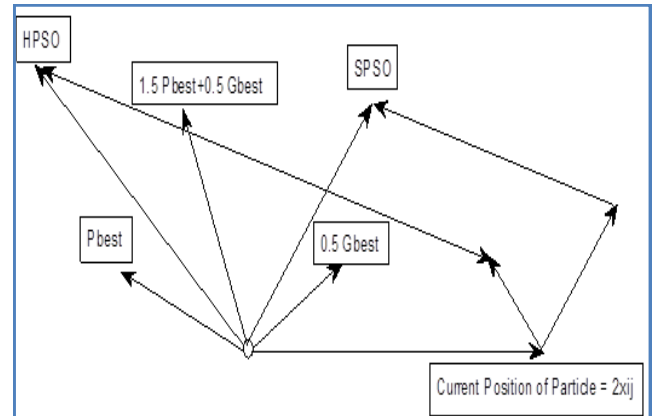 HPSO
SPSO
1.5 Pbest+0.5 Gbest
Pbest
0.5 Gbest
Current Position of Particle = 2xij